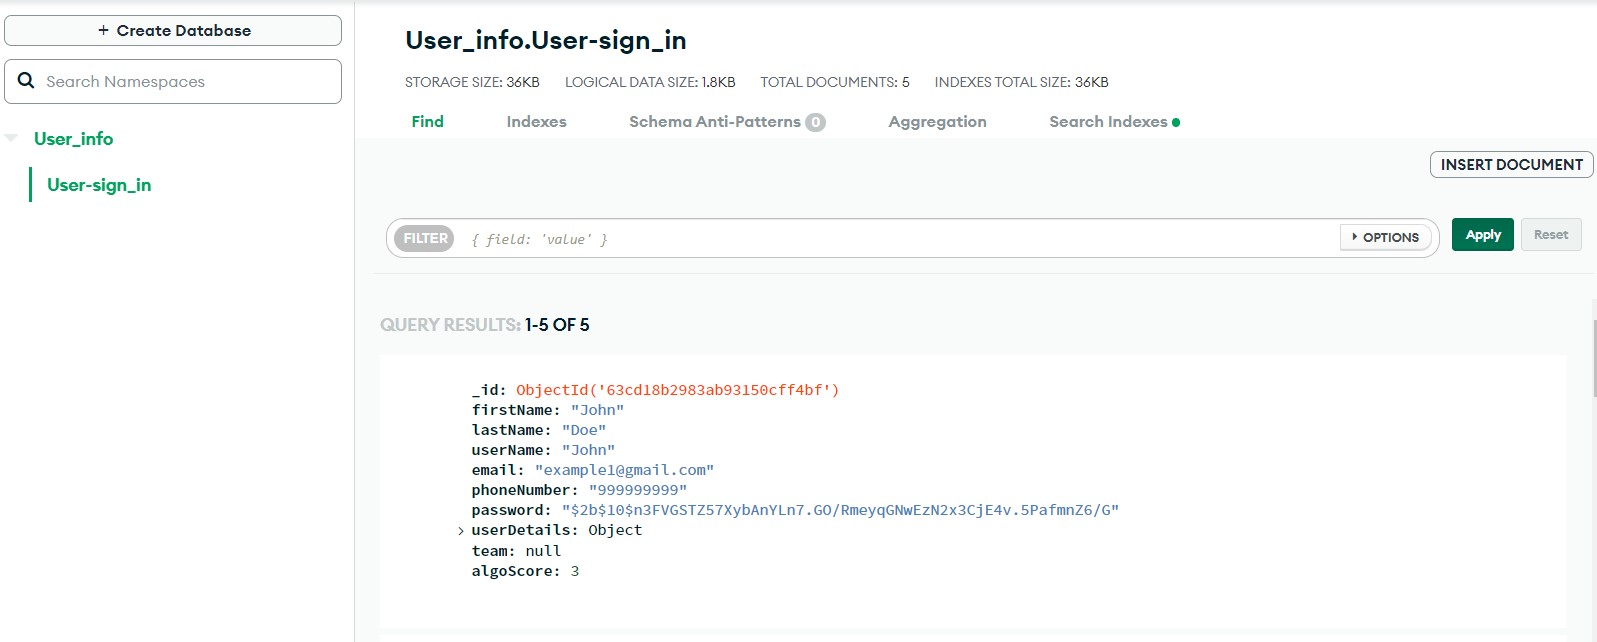 + Create Database
Search Namespaces
User_info
User-sign_in
User_info.User-sign_in
STORAGE SIZE: 36KB LOGICAL DATA SIZE: 1.8KB TOTAL DOCUMENTS: 5 INDEXES TOTAL SIZE: 36KB
Find Indexes Schema Anti-Patterns 0 Aggregation Search Indexes
INSERT DOCUMENT
FILTER { field: 'value' } OPTIONS Apply Reset
QUERY RESULTS: 1-5 OF 5
_id: ObjectId('63cd18b2983ab93150cff4bf')
firstName: "John"
lastName: "Doe"
userName: "John"
email: "example1@gmail.com"
phoneNumber: "999999999"
password: "$2b$10$n3FVGSTZ57XybAnYLn7.GO/RmeyqGNwEzN2x3CjE4v.5PafmnZ6/G"
userDetails: Object
team: null
algoScore: 3